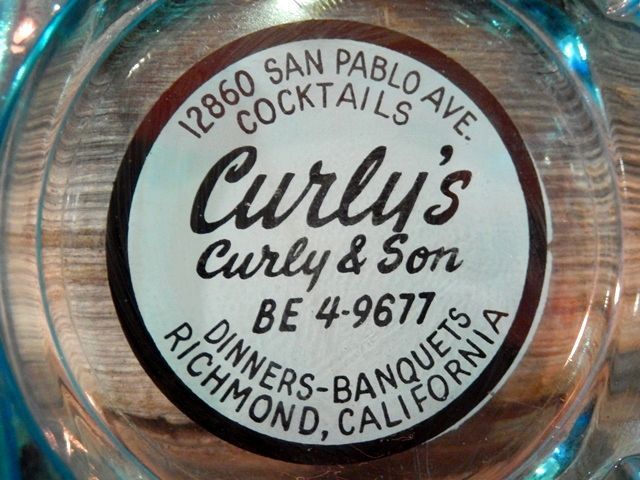 12860 SAN PABLO AVE.
COCKTAILS
Curly's
Curly & Son
BE 4-9677
DINNERS-BANQUETS
RICHMOND, CALIFORNIA